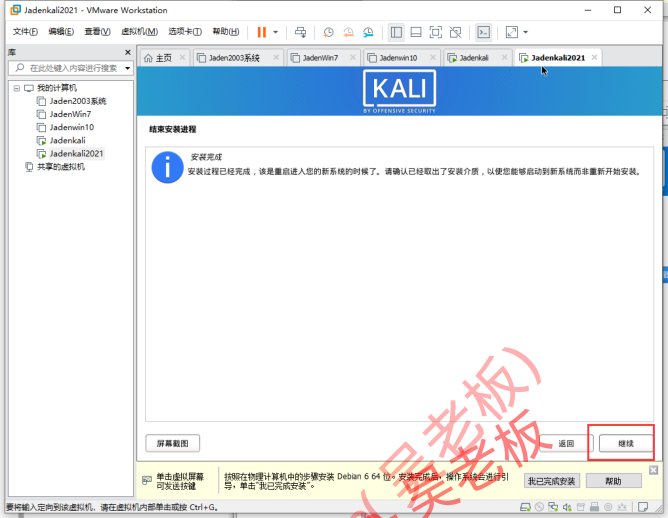 Jadenkali2021 - VMware Workstation
文件(F) 编辑(E) 查看(V) 虚拟机(M) 选项卡(T) 帮助(H)
库
在此处键入内容进行搜索
我的计算机
Jaden2003系统
JadenWin7
Jadenwin10
Jadenkali
Jadenkali2021
共享的虚拟机
主页 Jaden2003系统 JadenWin7 Jadenwin10 Jadenkali Jadenkali2021
KALI
BY OFFENSIVE SECURITY
结束安装进程
安装完成
安装过程已经完成，该是重启进入您的新系统的时候了。请确认已经取出了安装介质，以便您能够启动到新系统而非重新开始安装。
屏幕截图 返回 继续
单击虚拟屏幕
可发送按键
按照在物理计算机中的步骤安装 Debian 6 64 位。安装完成后，操作系统会进行引
导，单击“我已完成安装”。
我已完成安装 帮助
要将输入定向到该虚拟机，请在虚拟机内部单击或按 Ctrl+G。
吴老板)
吴老板